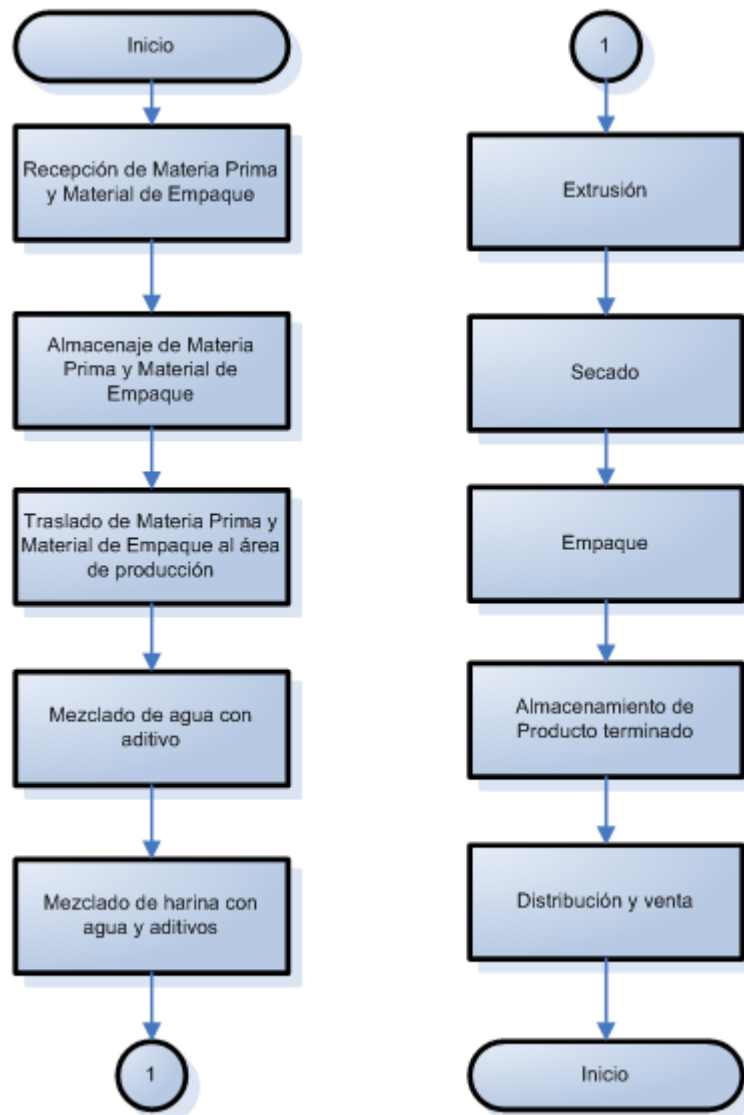 Inicio
Recepción de Materia Prima
y Material de Empaque
Almacenaje de Materia
Prima y Material de
Empaque
Traslado de Materia Prima y
Material de Empaque al área
de producción
Mezclado de agua con
aditivo
Mezclado de harina con
agua y aditivos
1
1
Extrusión
Secado
Empaque
Almacenamiento de
Producto terminado
Distribución y venta
Inicio